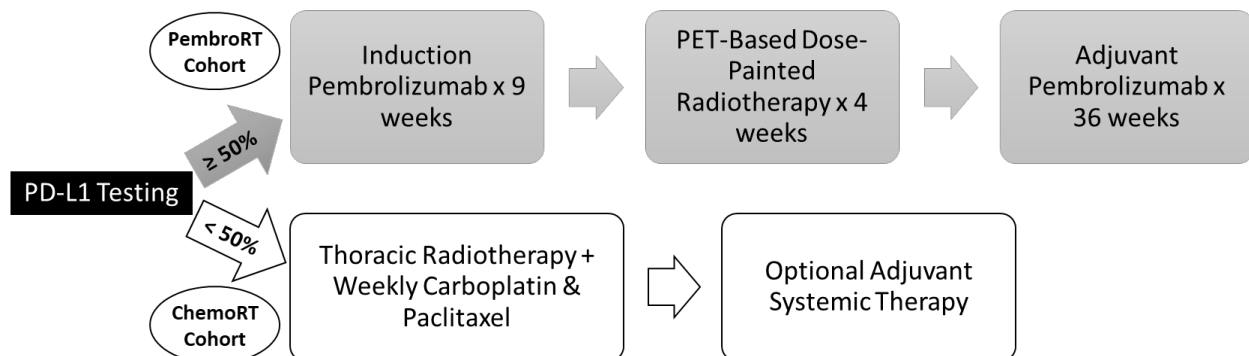 PembroRT
Cohort
Induction
Pembrolizumab x 9
weeks
PET-Based Dose-
Painted
Radiotherapy x 4
weeks
Adjuvant
Pembrolizumab x
36 weeks
≥ 50%
PD-L1 Testing
< 50%
ChemoRT
Cohort
Thoracic Radiotherapy +
Weekly Carboplatin &
Paclitaxel
Optional Adjuvant
Systemic Therapy